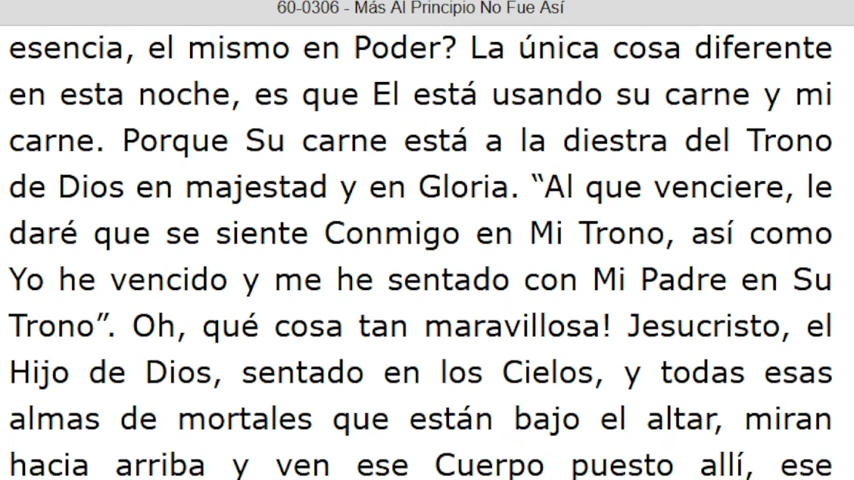 60-0306 - Más Al Principio No Fue Así
esencia, el mismo en Poder? La única cosa diferente
en esta noche, es que El está usando su carne y mi
carne. Porque Su carne está a la diestra del Trono
de Dios en majestad y en Gloria. “Al que venciere, le
daré que se siente Conmigo en Mi Trono, así como
Yo he vencido y me he sentado con Mi Padre en Su
Trono”. Oh, qué cosa tan maravillosa! Jesucristo, el
Hijo de Dios, sentado en los Cielos, y todas esas
almas de mortales que están bajo el altar, miran
hacia arriba y ven ese Cuerpo puesto allí, ese